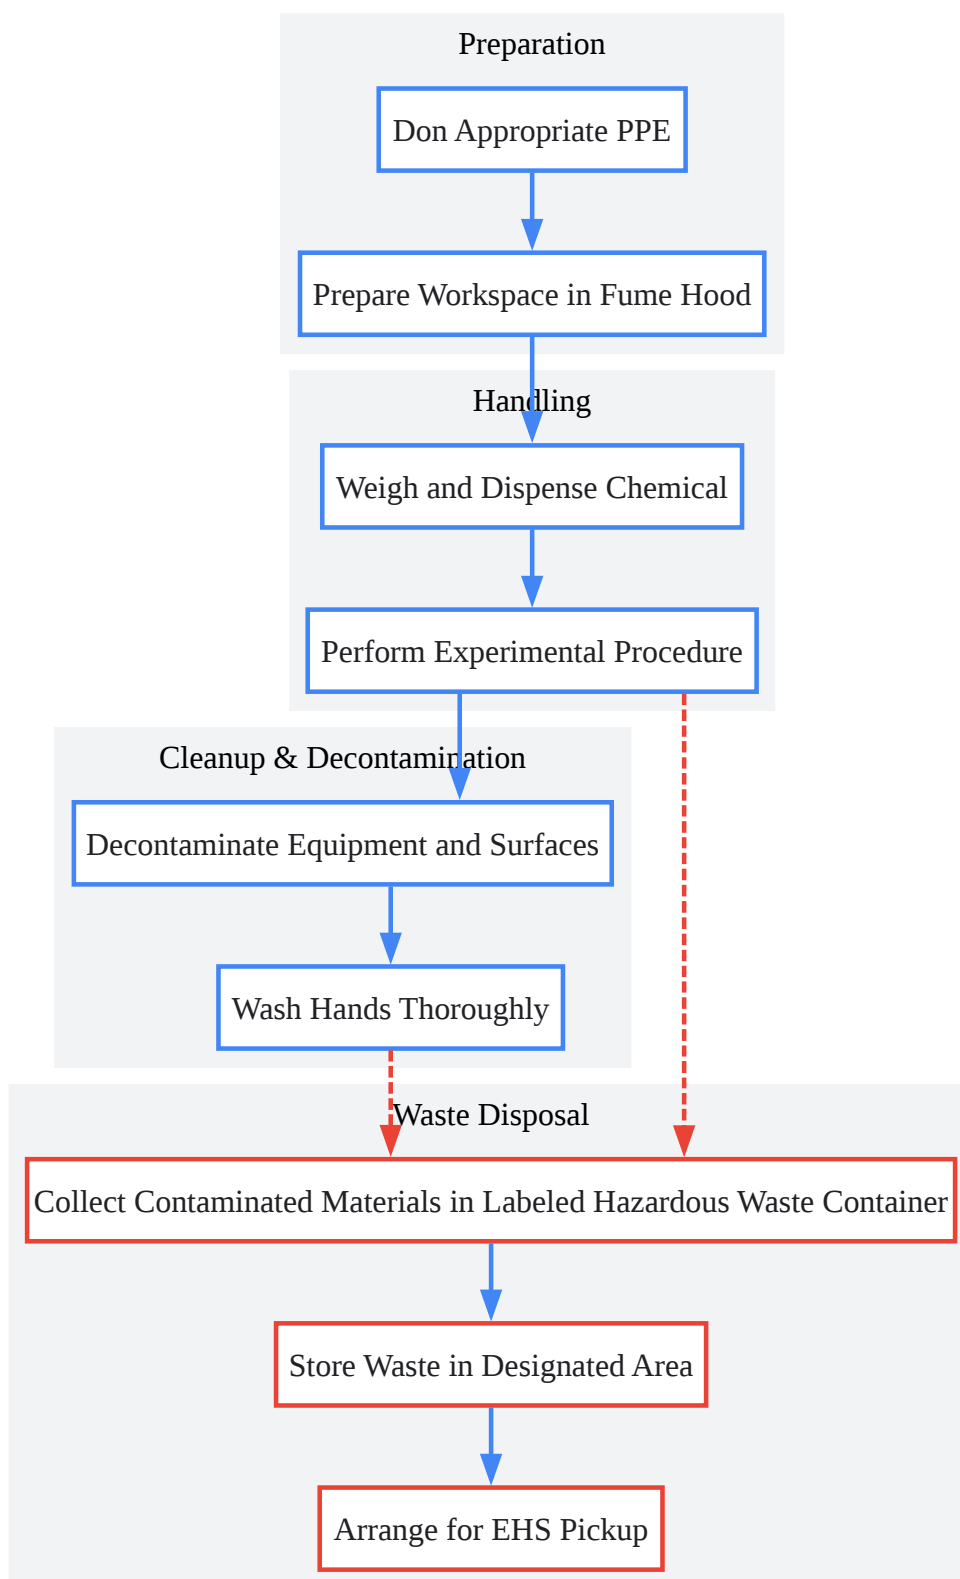 Preparation
Don Appropriate PPE
Prepare Workspace in Fume Hood
Handling
Weigh and Dispense Chemical
Perform Experimental Procedure
Cleanup & Decontamination
Decontaminate Equipment and Surfaces
Wash Hands Thoroughly
Waste Disposal
Collect Contaminated Materials in Labeled Hazardous Waste Container
Store Waste in Designated Area
Arrange for EHS Pickup